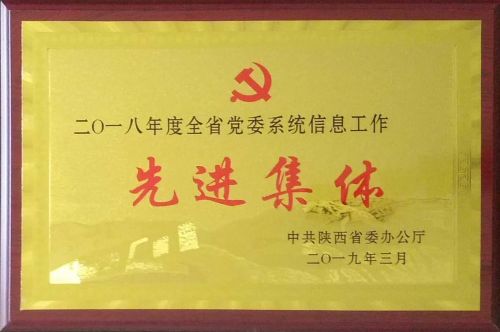 二〇一八年度全省党委系统信息工作
先进集体
中共陕西省委办公厅
二〇一九年三月